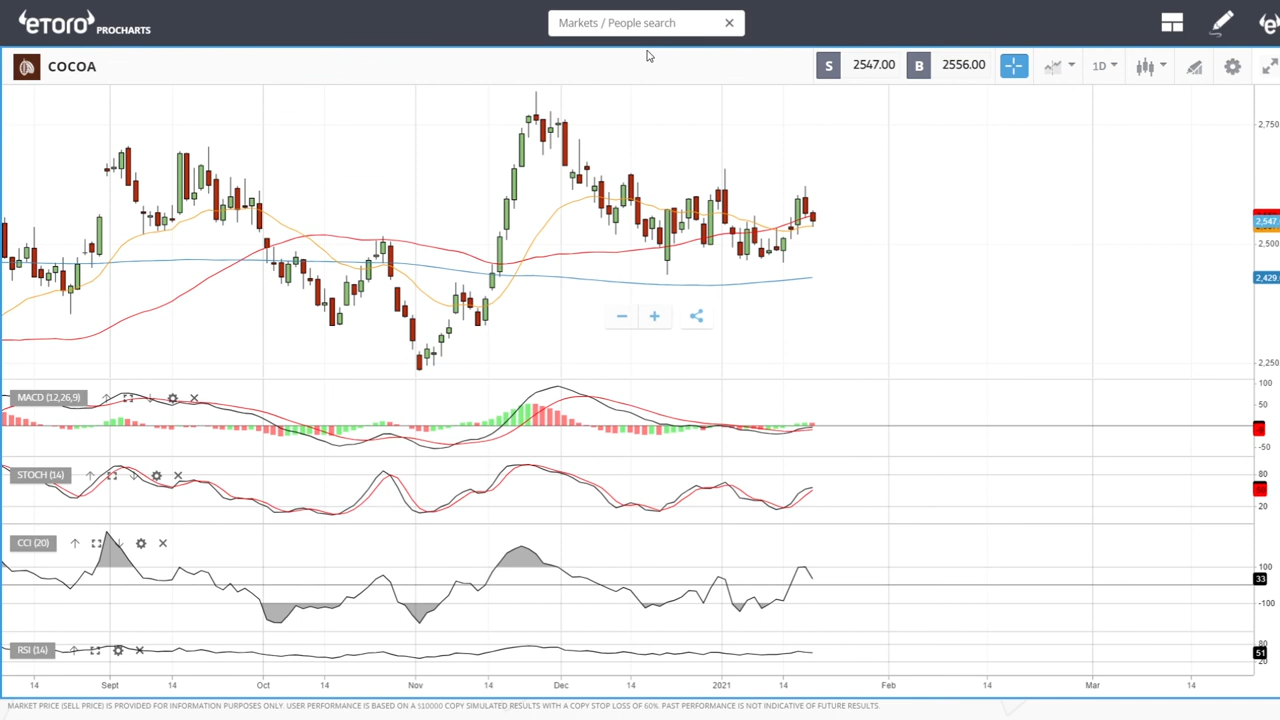 eTORO PROCHARTS
Markets / People search
COCOA
S 2547.00 B 2556.00
1D
2,750
2,547
2,500
2,429.
2,250
MACD (12,26,9)
100
50
-50
STOCH (14)
80
20
CCI (20)
100
33
-100
RSI (14)
80
51
20
14 Sept 14 Oct 14 Nov 14 Dec 14 2021 14 Feb 14 Mar 14
MARKET PRICE (SELL PRICE) IS PROVIDED FOR INFORMATION PURPOSES ONLY. USER PERFORMANCE IS BASED ON A $10000 COPY SIMULATED RESULTS WITH A COPY STOP LOSS OF 60%. PAST PERFORMANCE IS NOT INDICATIVE OF FUTURE RESULTS.